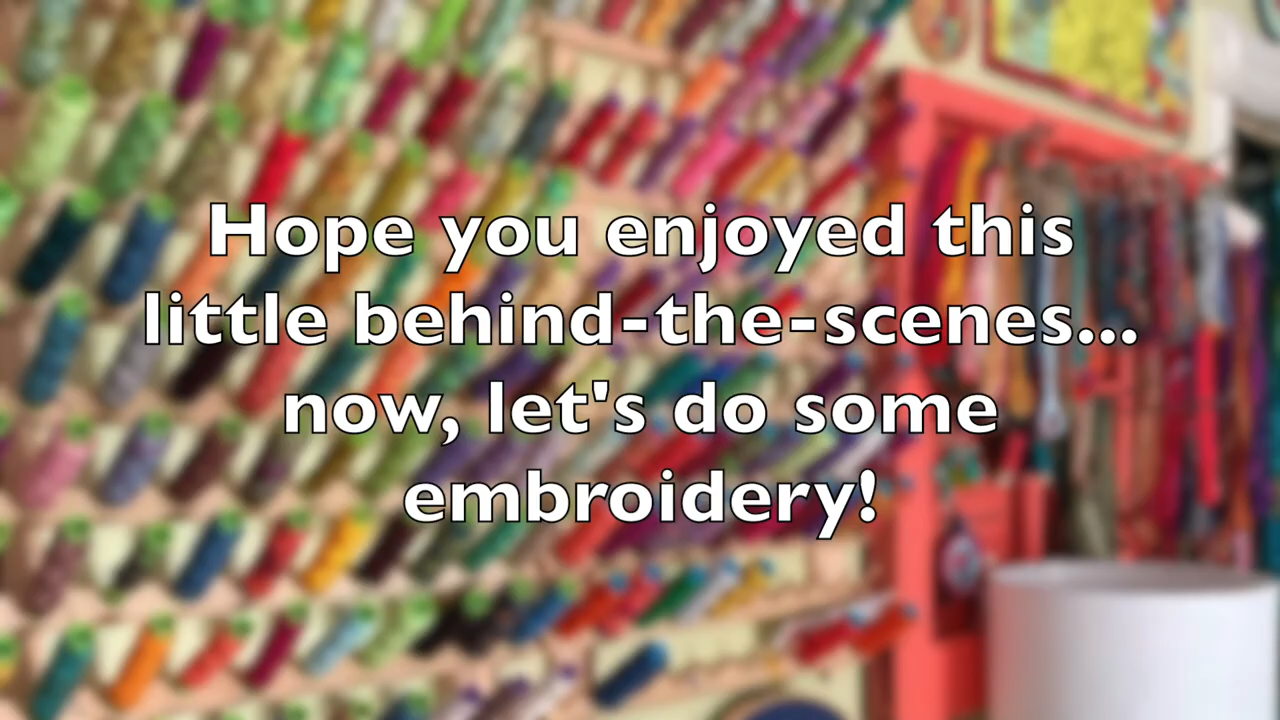 Hope you enjoyed this
little behind-the-scenes...
now, let's do some
embroidery!